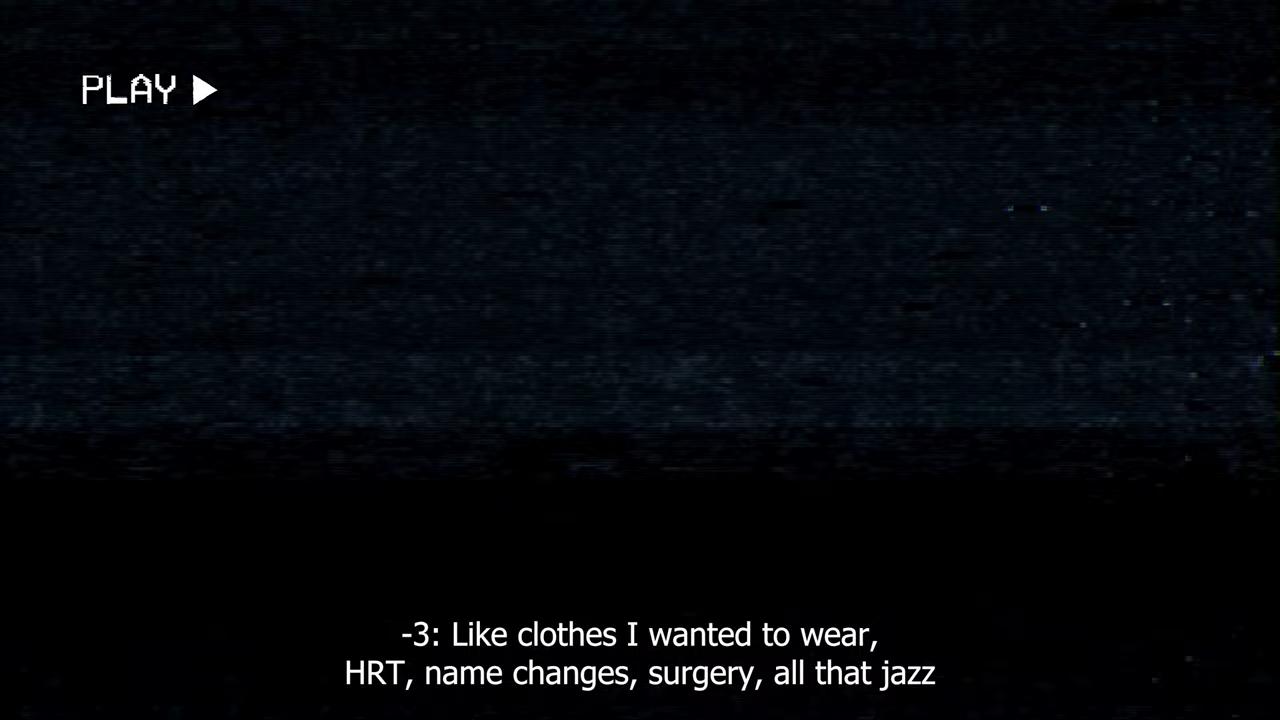 PLAY
-3: Like clothes I wanted to wear,
HRT, name changes, surgery, all that jazz